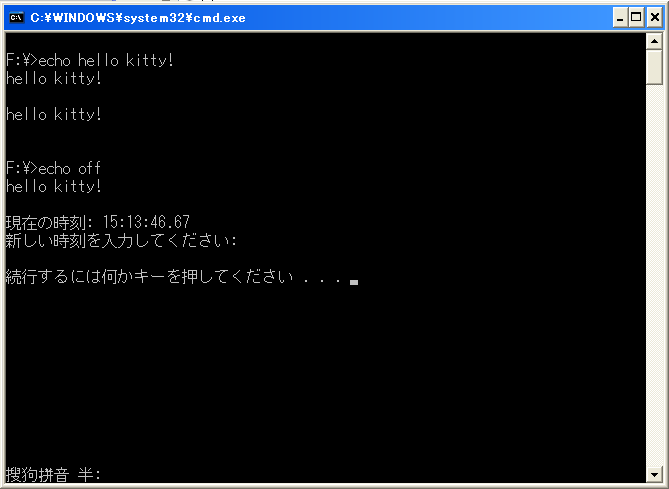 C:¥WINDOWS¥system32¥cmd.exe
F:¥>echo hello kitty!
hello kitty!
hello kitty!
F:¥>echo off
hello kitty!
現在の時刻: 15:13:46.67
新しい時刻を入力してください:
続行するには何かキーを押してください . . .
搜狗拼音 半: